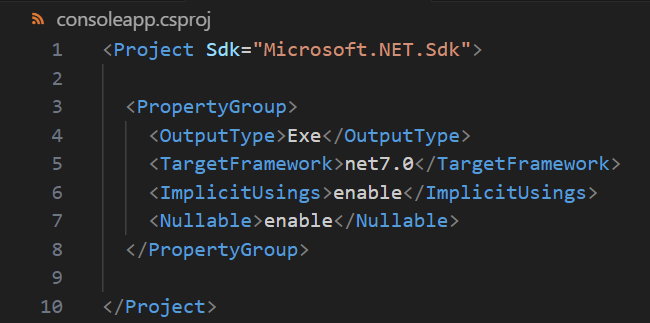 consoleapp.csproj
1 <Project Sdk="Microsoft.NET.Sdk">
2
3 <PropertyGroup>
4 <OutputType>Exe</OutputType>
5 <TargetFramework>net7.0</TargetFramework>
6 <ImplicitUsings>enable</ImplicitUsings>
7 <Nullable>enable</Nullable>
8 </PropertyGroup>
9
10 </Project>